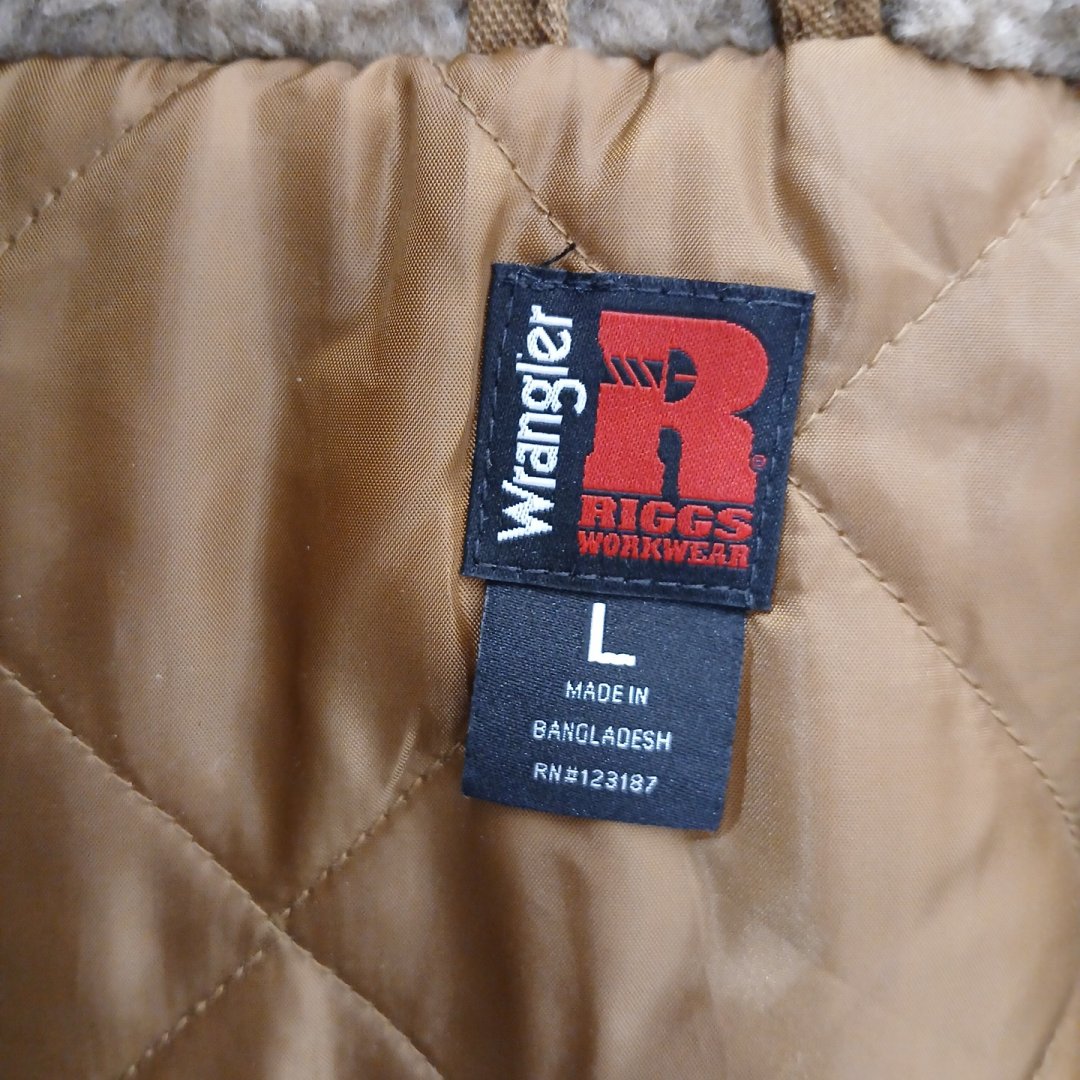 Wrangler
R®
RIGGS
WORKWEAR
L
MADE IN
BANGLADESH
RN#123187